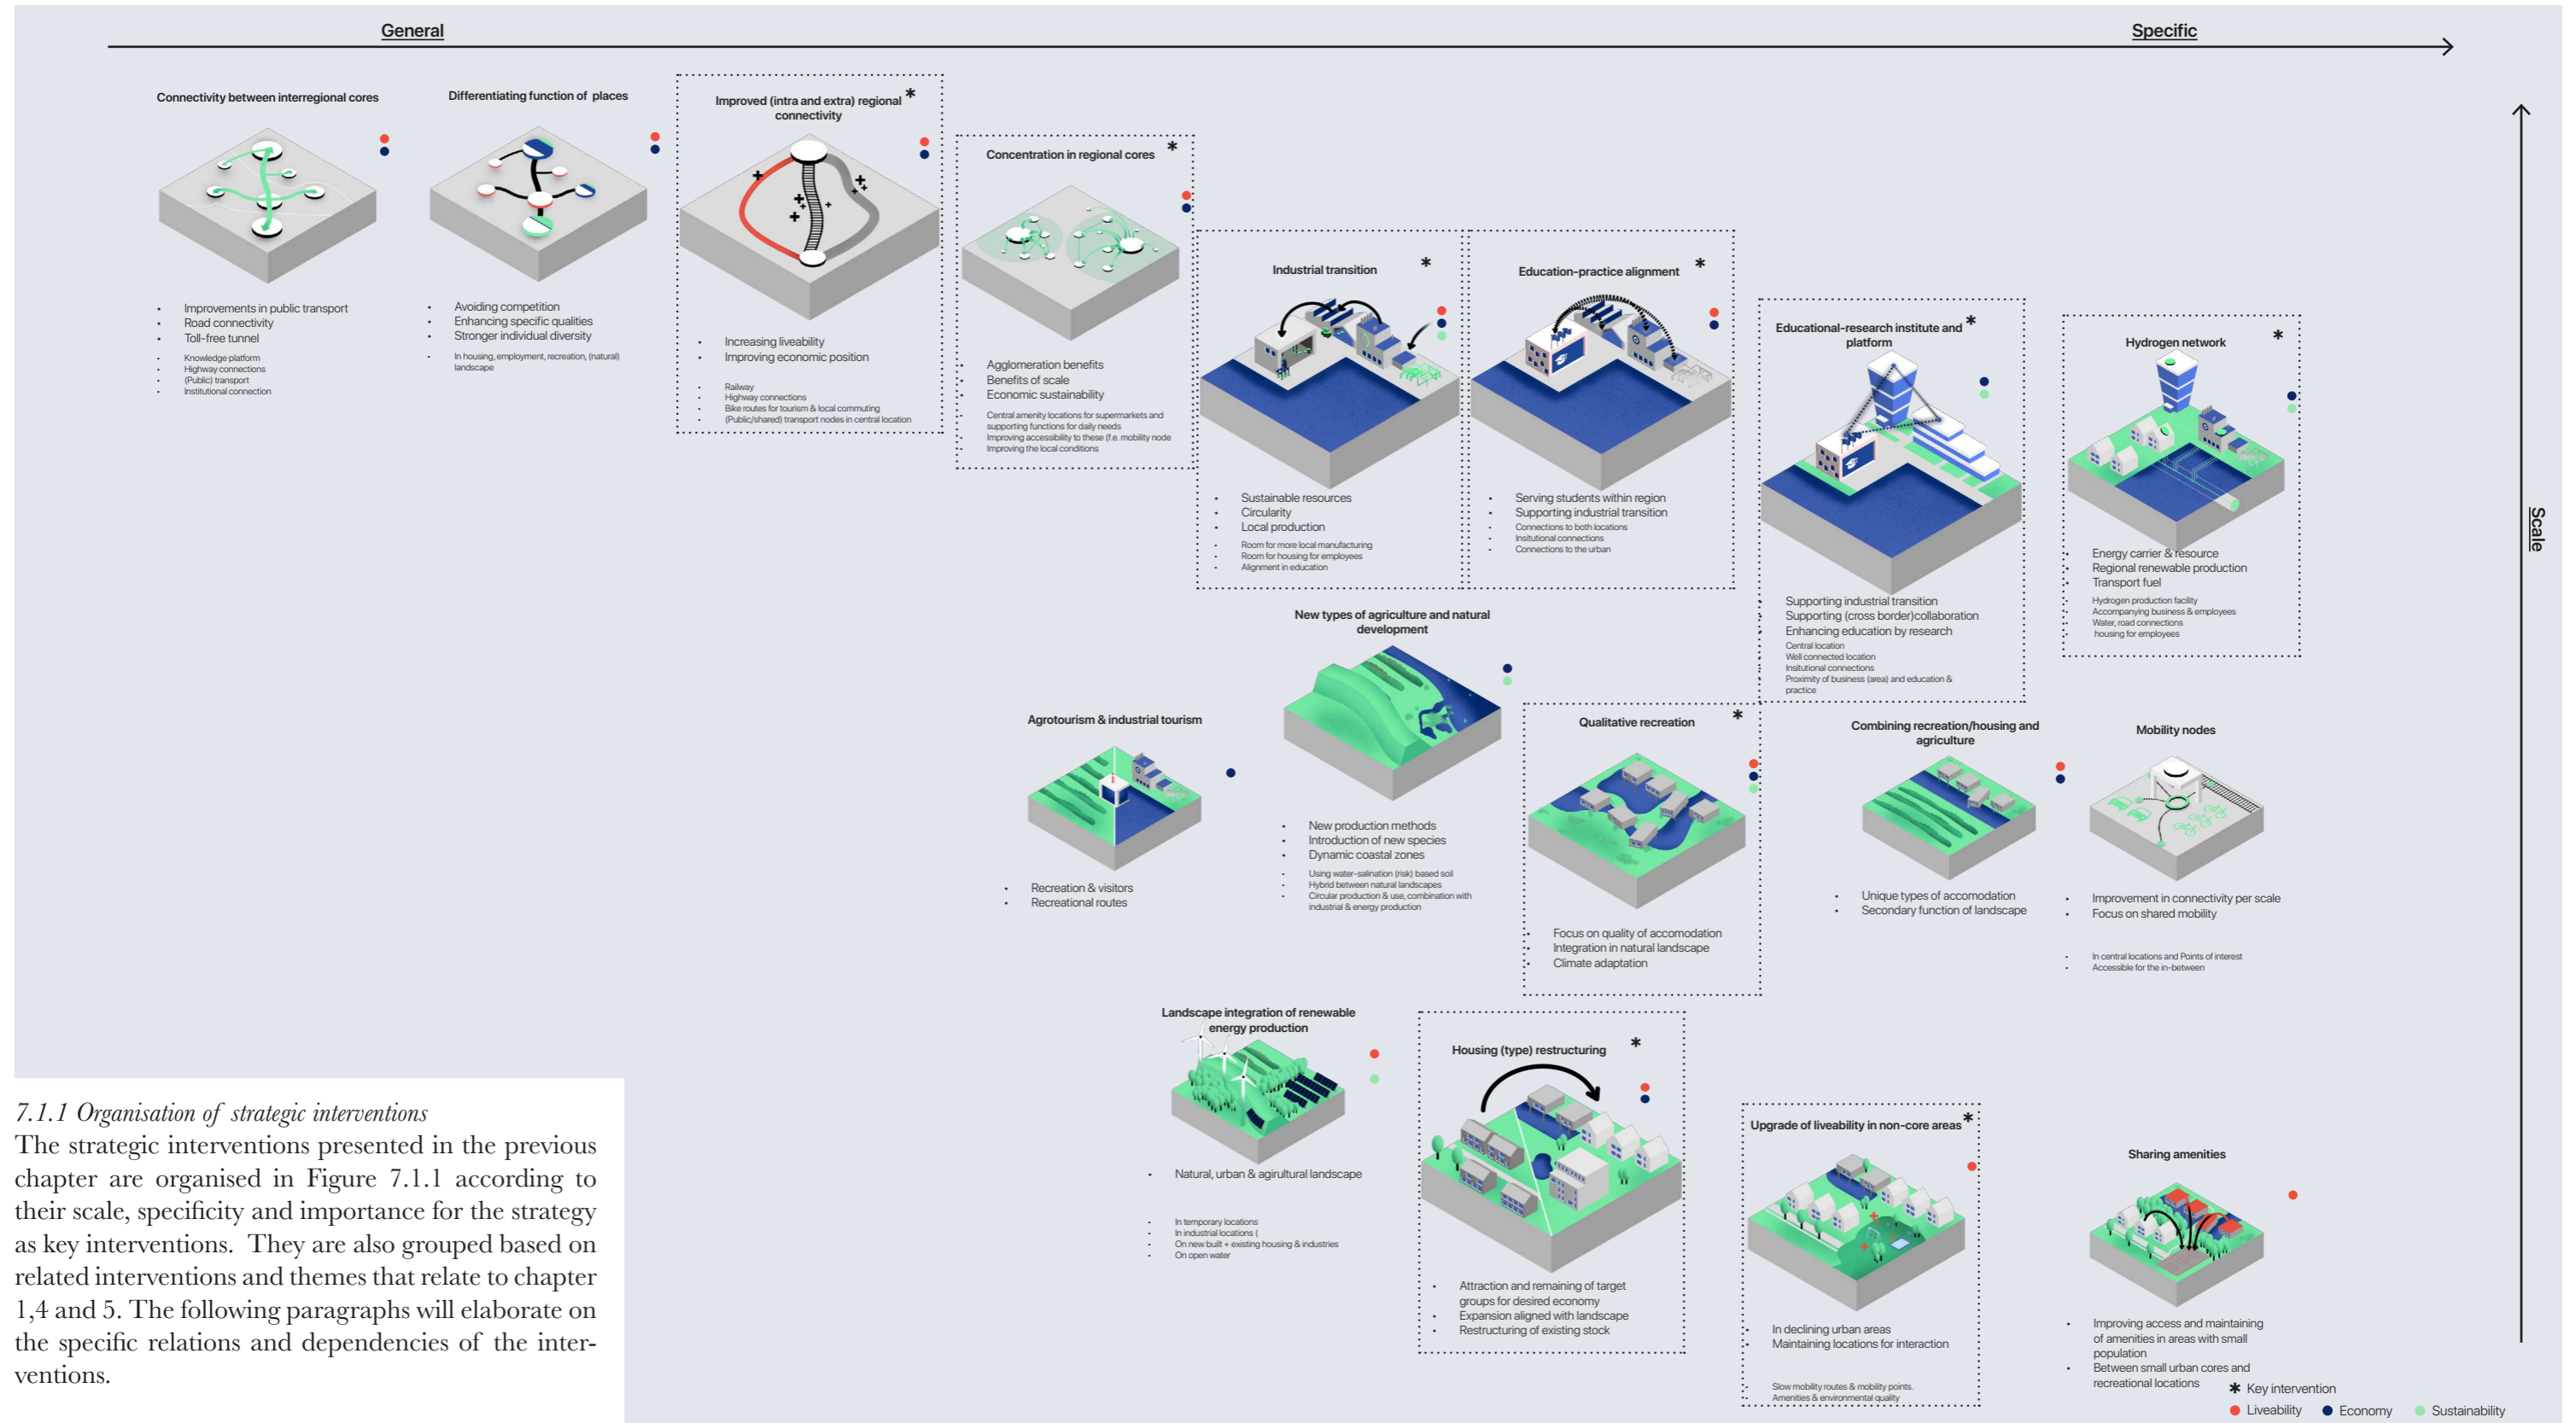 General
Specific
Connectivity between interregional cores
• Improvements in public transport
• Road connectivity
• Toll-free tunnel
• Knowledge platform
• Highway connections
• (Public) transport
• Institutional connection
Differentiating function of places
• Avoiding competition
• Enhancing specific qualities
• Stronger individual diversity
• In housing, employment, recreation, (natural)
landscape
Improved (intra and extra) regional *
connectivity
• Increasing liveability
• Improving economic position
• Railway
• Highway connections
• Bike routes for tourism & local commuting
• (Public/shared) transport nodes in central location
Concentration in regional cores *
• Agglomeration benefits
• Benefits of scale
• Economic sustainability
• Central amenity locations for supermarkets and
supporting functions for daily needs
• Improving accessibility to these (f.e. mobility node
• Improving the local conditions
Industrial transition *
• Sustainable resources
• Circularity
• Local production
• Room for more local manufacturing
• Room for housing for employees
• Alignment in education
Education-practice alignment *
• Serving students within region
• Supporting industrial transition
• Connections to both locations
• Insitutional connections
• Connections to the urban
Educational-research institute and *
platform
• Supporting industrial transition
• Supporting (cross border)collaboration
• Enhancing education by research
Central location
Well connected location
Insitutional connections
Proximity of business (area) and education &
practice
Hydrogen network *
• Energy carrier & resource
• Regional renewable production
• Transport fuel
• Hydrogen production facility
• Accompanying business & employees
• Water, road connections
• housing for employees
Scale
New types of agriculture and natural
development
• New production methods
• Introduction of new species
• Dynamic coastal zones
• Using water-salination (risk) based soil
• Hybrid between natural landscapes
• Circular production & use, combination with
industrial & energy production
Agrotourism & industrial tourism
• Recreation & visitors
• Recreational routes
Qualitative recreation *
• Focus on quality of accomodation
• Integration in natural landscape
• Climate adaptation
Combining recreation/housing and
agriculture
• Unique types of accomodation
• Secondary function of landscape
Mobility nodes
• Improvement in connectivity per scale
• Focus on shared mobility
• In central locations and Points of interest
• Accessible for the in-between
Landscape integration of renewable
energy production
• Natural, urban & agirultural landscape
• In temporary locations
• In industrial locations (
• On new built + existing housing & industries
• On open water
Housing (type) restructuring *
• Attraction and remaining of target
groups for desired economy
• Expansion aligned with landscape
• Restructuring of existing stock
Upgrade of liveability in non-core areas *
• In declining urban areas
• Maintaining locations for interaction
• Slow mobility routes & mobility points.
• Amenities & environmental quality
Sharing amenities
• Improving access and maintaining
of amenities in areas with small
population
• Between small urban cores and
recreational locations
* Key intervention
Liveability Economy Sustainability
7.1.1 Organisation of strategic interventions
The strategic interventions presented in the previous
chapter are organised in Figure 7.1.1 according to
their scale, specificity and importance for the strategy
as key interventions. They are also grouped based on
related interventions and themes that relate to chapter
1,4 and 5. The following paragraphs will elaborate on
the specific relations and dependencies of the inter-
ventions.